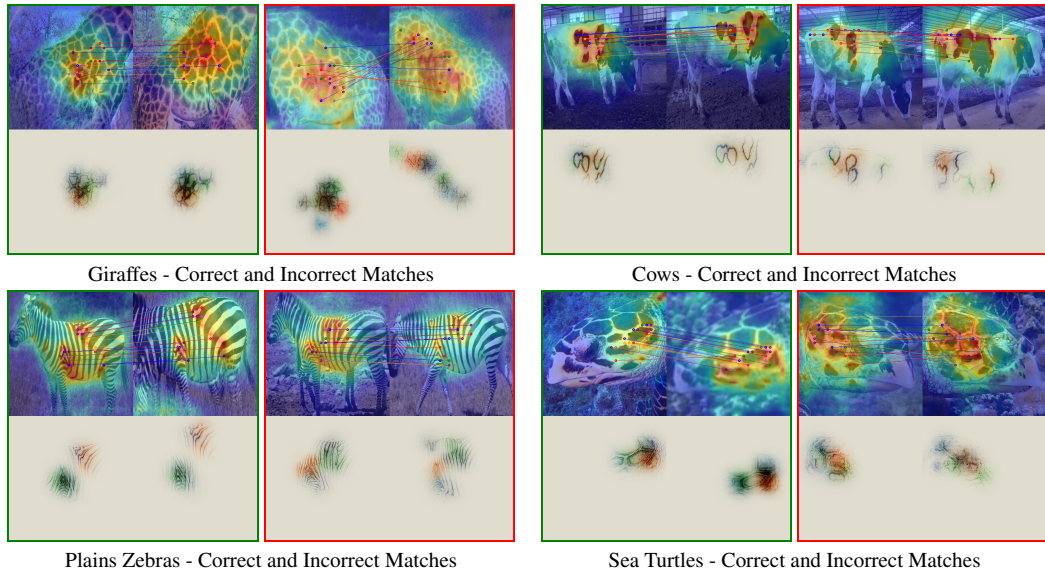 Giraffes - Correct and Incorrect Matches
Cows - Correct and Incorrect Matches
Plains Zebras - Correct and Incorrect Matches
Sea Turtles - Correct and Incorrect Matches